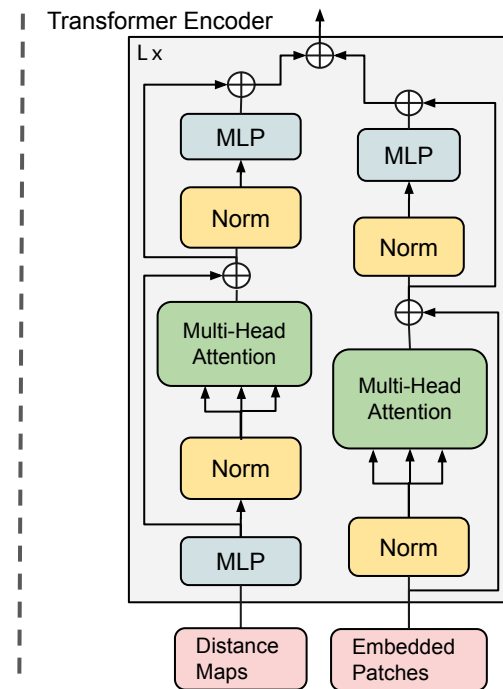 Transformer Encoder
L x
MLP
Norm
Multi-Head
Attention
Norm
MLP
Distance
Maps
MLP
Norm
Multi-Head
Attention
Norm
Embedded
Patches